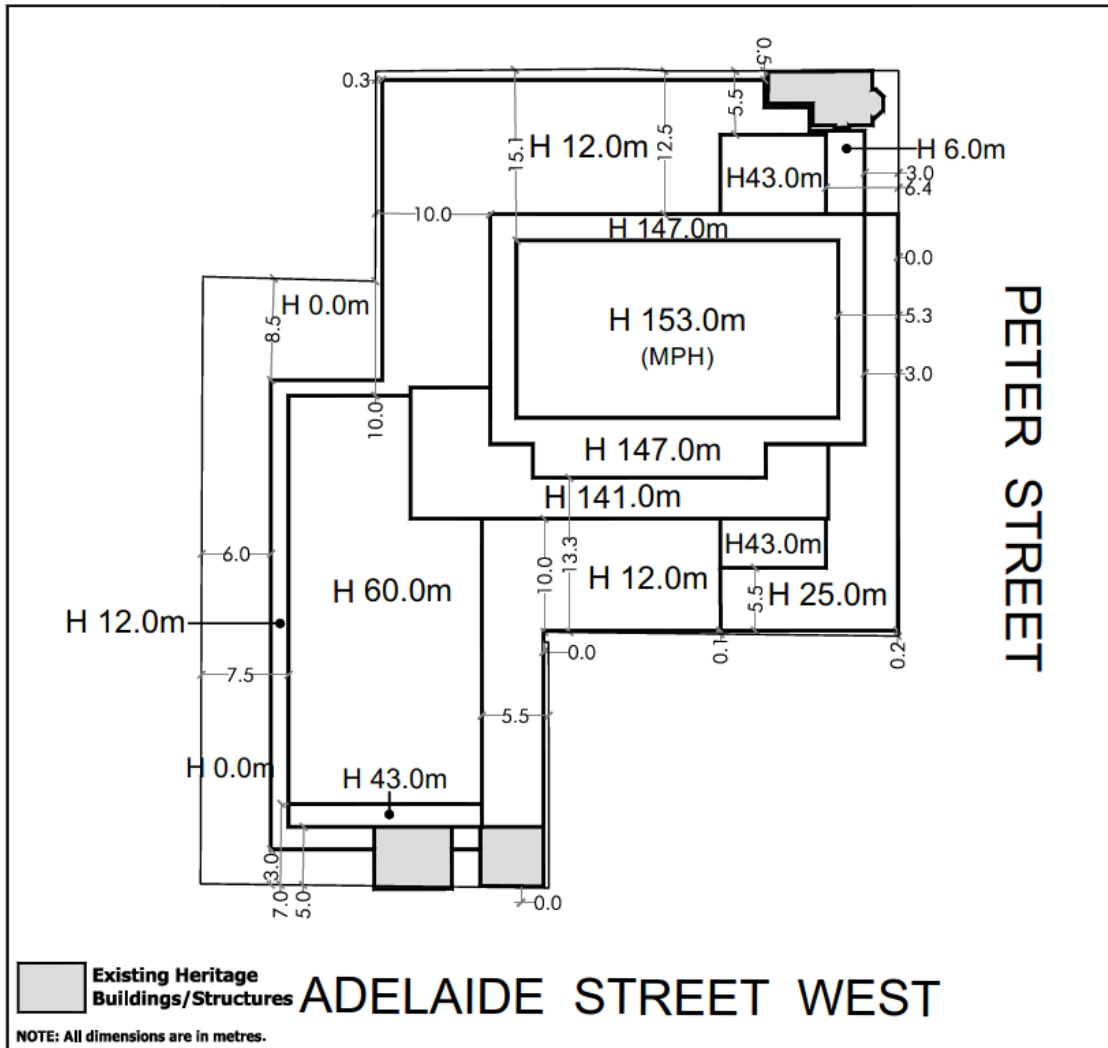 0.5
0.3
5.5
12.5
15.1
H 12.0m
H 6.0m
H43.0m
3.0
6.4
10.0
H 147.0m
0.0
H 0.0m
8.5
H 153.0m
(MPH)
5.3
3.0
10.0
PETER STREET
H 147.0m
H 141.0m
13.3
10.0
H43.0m
6.0
H 60.0m
H 12.0m
H 25.0m
5.5
H 12.0m
0.0
0.1
0.2
7.5
5.5
H 0.0m
H 43.0m
3.0
7.0
5.0
0.0
Existing Heritage
Buildings/Structures
ADELAIDE STREET WEST
NOTE: All dimensions are in metres.